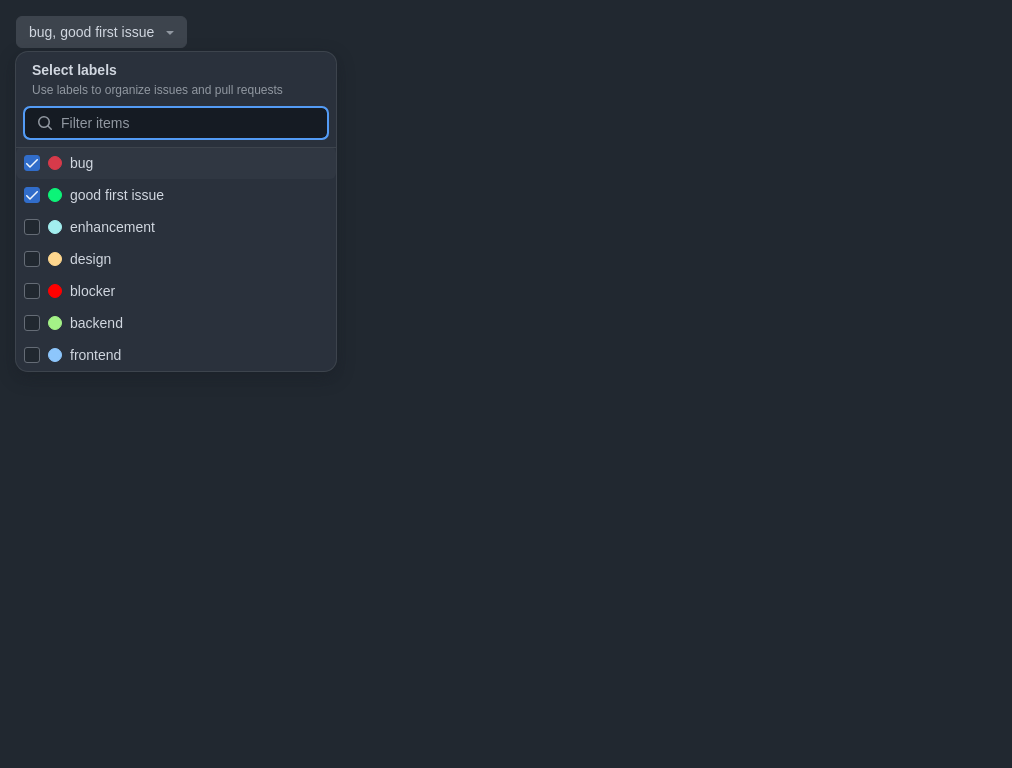 bug, good first issue
Select labels
Use labels to organize issues and pull requests
Filter items
bug
good first issue
enhancement
design
blocker
backend
frontend